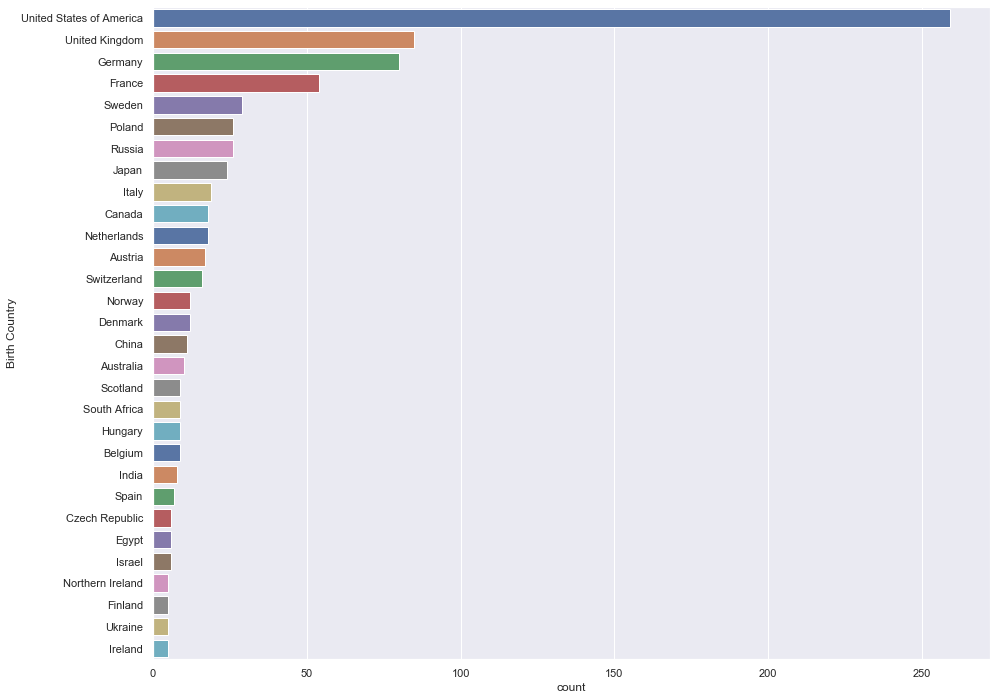 United States of America
United Kingdom
Germany
France
Sweden
Poland
Russia
Japan
Italy
Canada
Netherlands
Austria
Switzerland
Norway
Denmark
China
Australia
Scotland
South Africa
Hungary
Belgium
India
Spain
Czech Republic
Egypt
Israel
Northern Ireland
Finland
Ukraine
Ireland
Birth Country
0 50 100 150 200 250
count